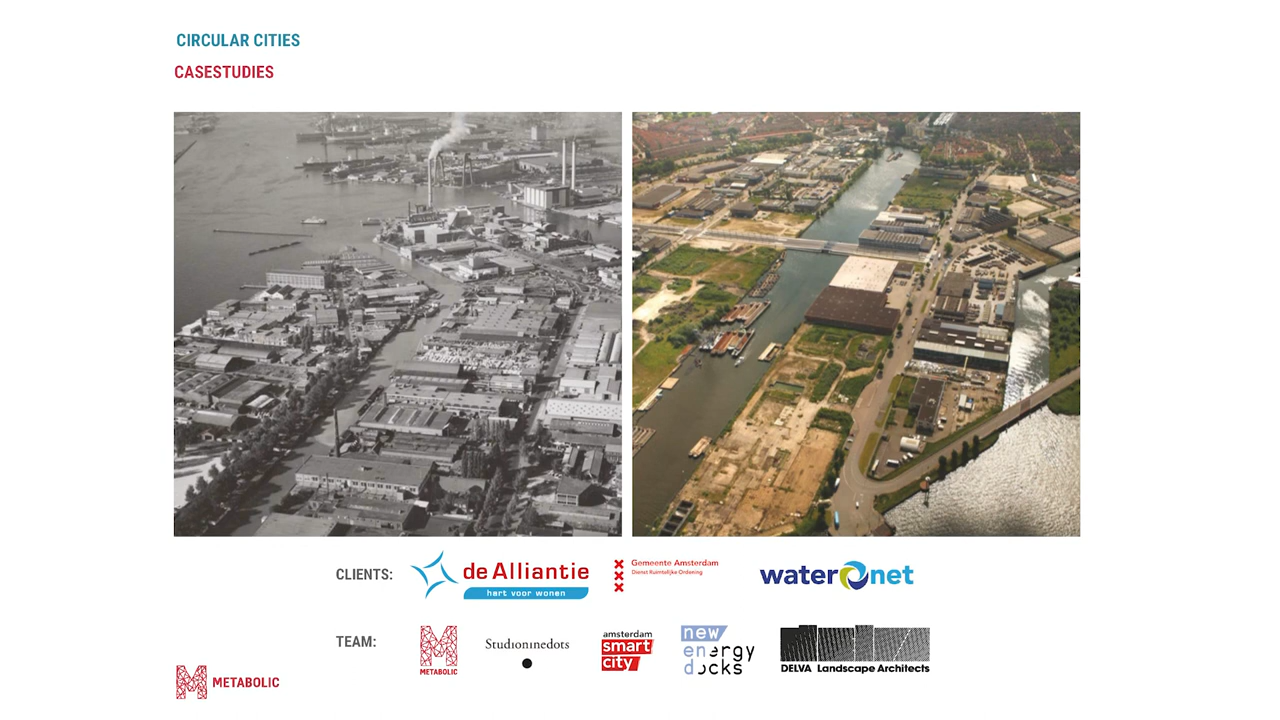 CIRCULAR CITIES
CASESTUDIES
CLIENTS:
de Alliantie
hart voor wonen
Gemeente Amsterdam
Dienst Ruimtelijke Ordening
waternet
TEAM:
METABOLIC
Studioninedots
amsterdam
smart
city
new
energy
docks
DELVA Landscape Architects
METABOLIC